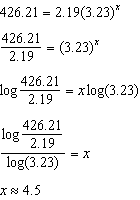 426.21 = 2.19(3.23)ˣ
426.21/2.19 = (3.23)ˣ
log 426.21/2.19 = x log(3.23)
(log 426.21/2.19)/log(3.23) = x
x ≈ 4.5